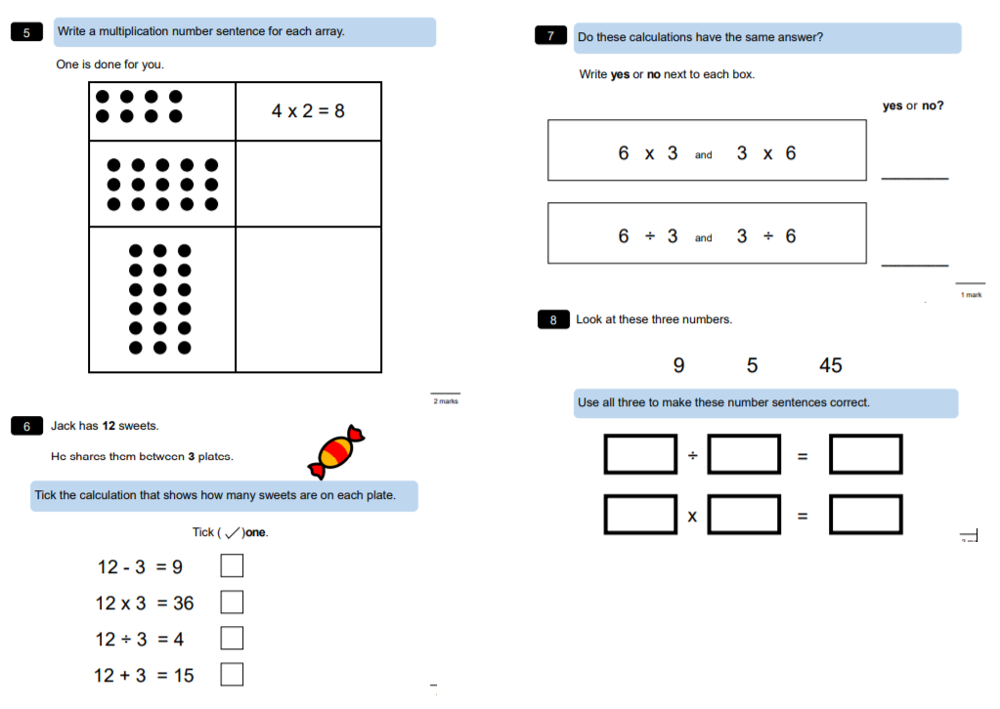 5 Write a multiplication number sentence for each array.
One is done for you.
4 x 2 = 8
2 marks
6 Jack has 12 sweets.
He shares them between 3 plates.
Tick the calculation that shows how many sweets are on each plate.
Tick ( ✓ )one.
12 - 3 = 9
12 x 3 = 36
12 ÷ 3 = 4
12 + 3 = 15
7 Do these calculations have the same answer?
Write yes or no next to each box.
yes or no?
6 x 3 and 3 x 6
6 ÷ 3 and 3 ÷ 6
1 mark
8 Look at these three numbers.
9 5 45
Use all three to make these number sentences correct.
÷ =
x =